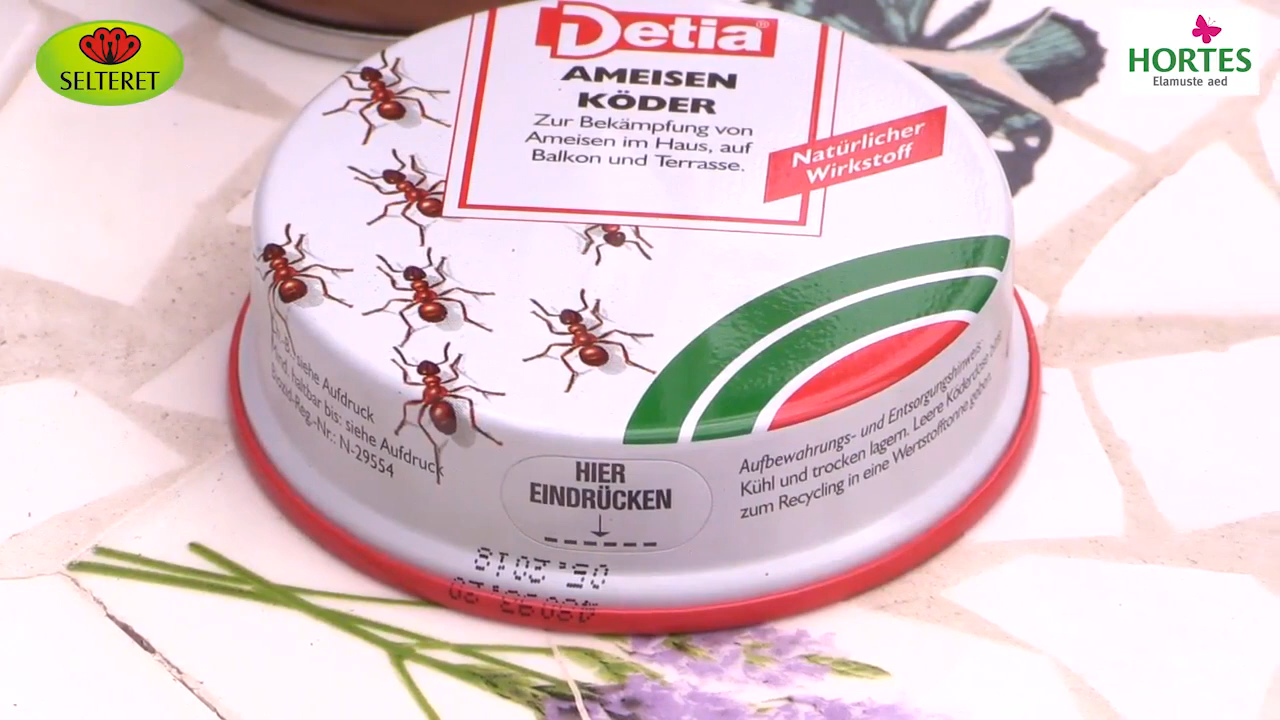 SELTERET
HORTES
Elamuste aed
Detia®
AMEISEN
KÖDER
Zur Bekämpfung von
Ameisen im Haus, auf
Balkon und Terrasse.
Natürlicher
Wirkstoff
siehe Aufdruck
haltbar bis: siehe Aufdruck
Biozid-Reg.-Nr.: N-29554
HIER
EINDRÜCKEN
Aufbewahrungs- und Entsorgungshinweis:
Kühl und trocken lagern. Leere Köderdose
zum Recycling in eine Wertstofftonne geben.
05.2018